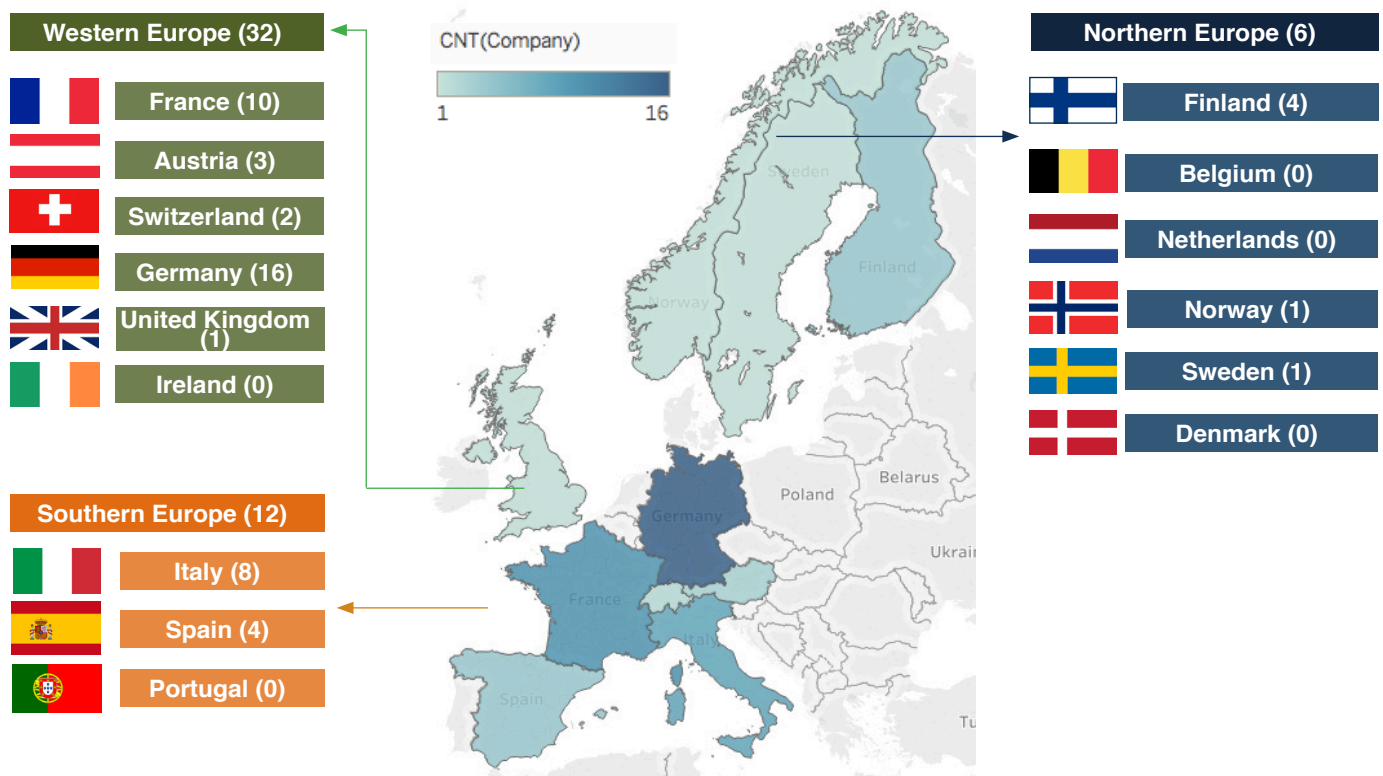 Western Europe (32)
France (10)
Austria (3)
Switzerland (2)
Germany (16)
United Kingdom
(1)
Ireland (0)
Southern Europe (12)
Italy (8)
Spain (4)
Portugal (0)
CNT(Company)
1
16
Sweden
Finland
Norway
Belarus
Poland
Germany
Ukrai
France
Italy
Spain
Tu
Northern Europe (6)
Finland (4)
Belgium (0)
Netherlands (0)
Norway (1)
Sweden (1)
Denmark (0)